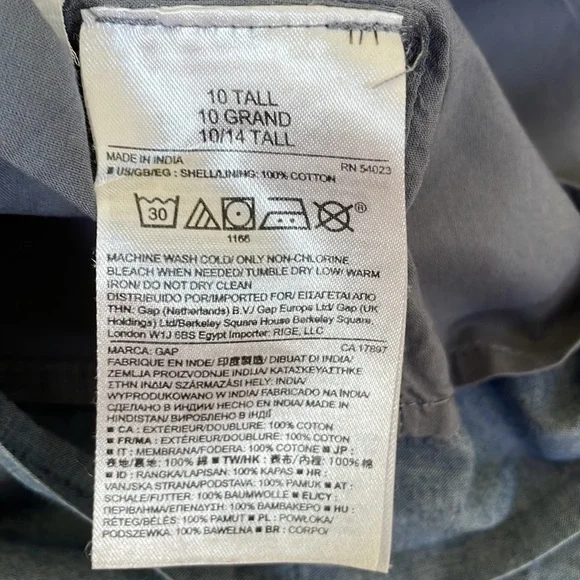 1/1
10 TALL
10 GRAND
10/14 TALL
MADE IN INDIA RN 54023
■ US/GB/EG : SHELL/LINING: 100% COTTON
30
®
1166
MACHINE WASH COLD/ ONLY NON-CHLORINE
BLEACH WHEN NEEDED/ TUMBLE DRY LOW/ WARM
IRON/ DO NOT DRY CLEAN
DISTRIBUIDO POR/IMPORTED FOR/ ΕΙΣΑΓΕΤΑΙ ΑΠΟ
ΤΗΝ: Gap (Netherlands) B.V./ Gap Europe Ltd/ Gap (UK
Holdings) Ltd/Berkeley Square House Berkeley Square,
London W1J 6BS Egypt Importer: RIGE, LLC
MARCA: GAP CA 17897
FABRIQUE EN INDE/ 印度製造/ DIBUAT DI INDIA/
ZEMLJA PROIZVODNJE INDIJA/ ΚΑΤΑΣΚΕΥΑΣΤΗΚΕ
ΣΤΗΝ ΙΝΔΙΑ/ SZÁRMAZÁSI HELY: INDIA/
WYPRODUKOWANO W INDIA/ FABRICADO NA ÍNDIA/
СДЕЛАНО В ИНДИИ/ HECHO EN INDIA/ MADE IN
HINDISTAN/ ВИРОБЛЕНО В ІНДІЇ
■ CA : EXTÉRIEUR/DOUBLURE: 100% COTON
■ FR/MA : EXTÉRIEUR/DOUBLURE: 100% COTON
■ IT : MEMBRANA/FODERA: 100% COTONE ■ JP :
表地/裏地: 100% 綿 ■ TW/HK : 表布/內裡: 100% 棉
■ ID : RANGKA/LAPISAN: 100% KAPAS ■ HR :
VANJSKA STRANA/PODSTAVA: 100% PAMUK ■ AT :
SCHALE/FUTTER: 100% BAUMWOLLE ■ EL/CY :
ΠΕΡΙΒΛΗΜΑ/ΕΠΕΝΔΥΣΗ: 100% ΒΑΜΒΑΚΕΡΟ ■ HU :
RÉTEG/BÉLÉS: 100% PAMUT ■ PL : POWŁOKA/
PODSZEWKA: 100% BAWEŁNA ■ BR : CORPO/